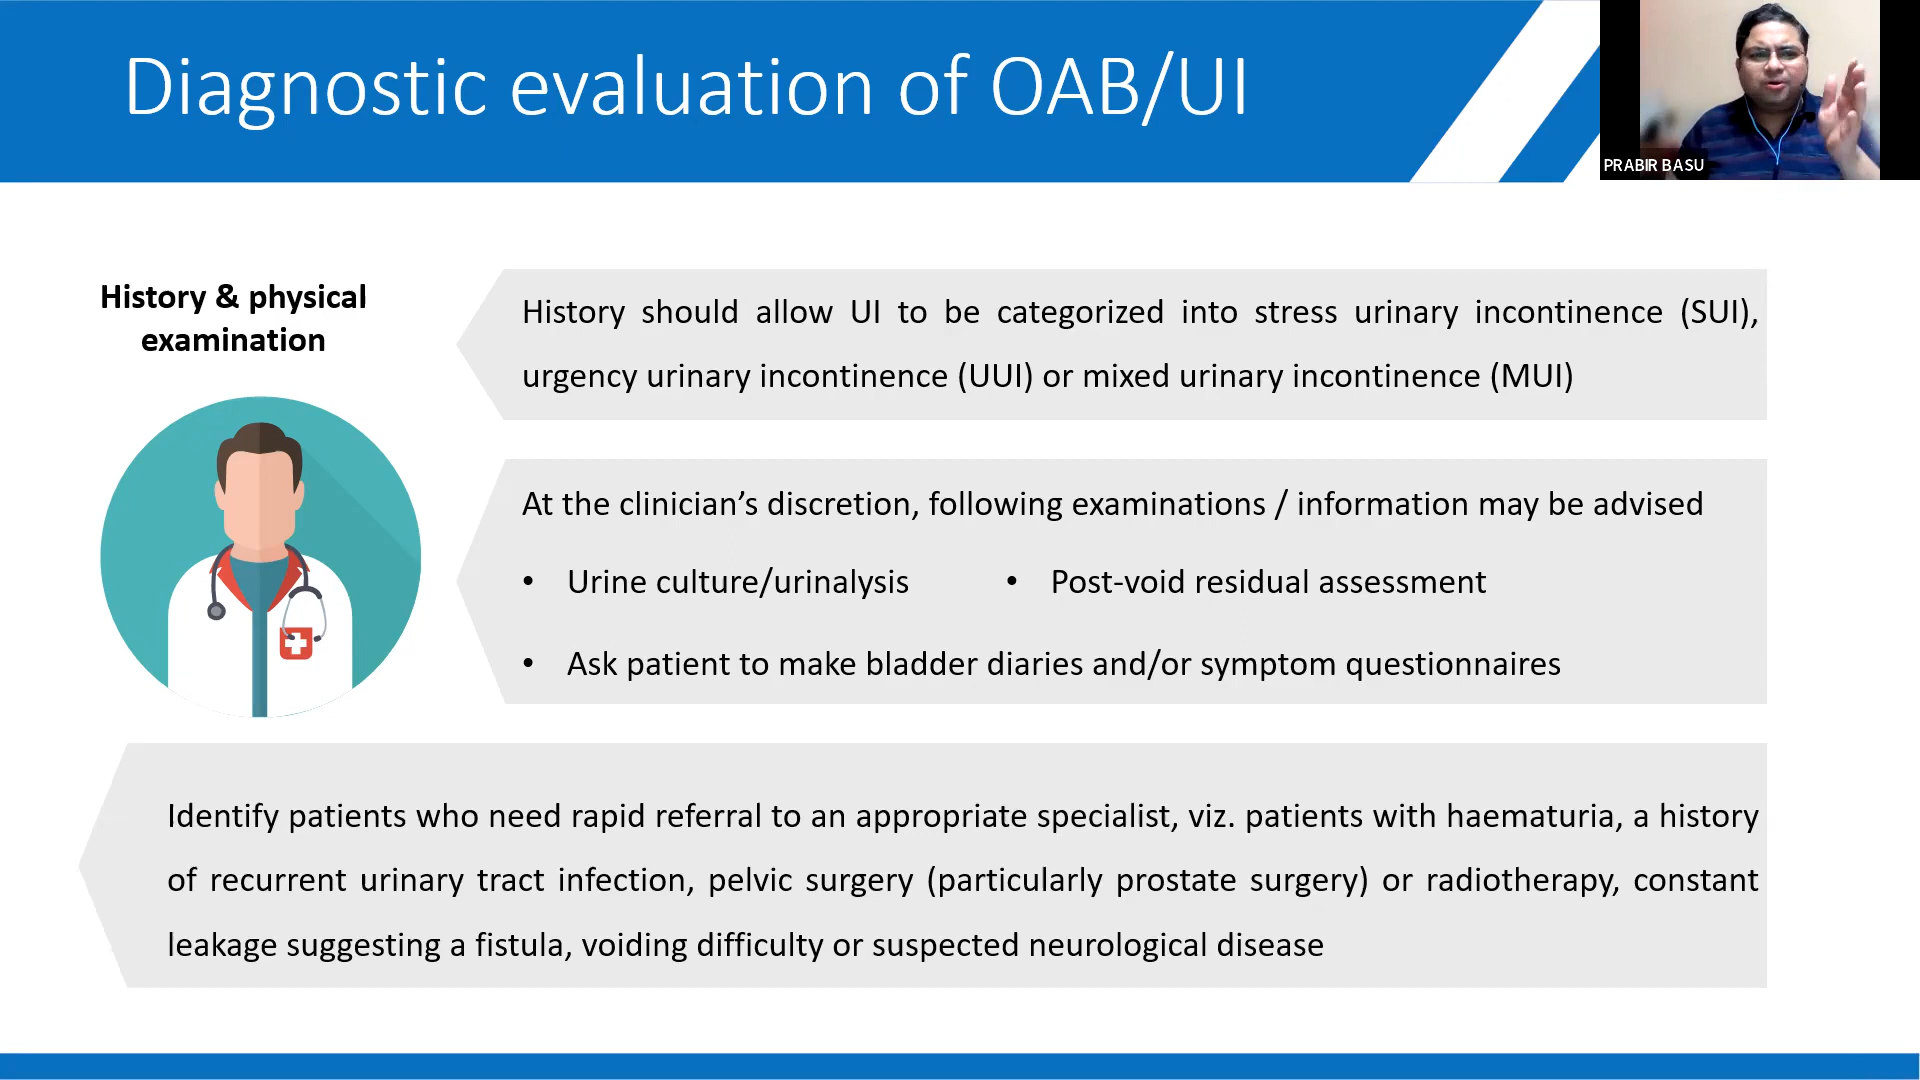 Diagnostic evaluation of OAB/UI
PRABIR BASU
History & physical
examination
History should allow UI to be categorized into stress urinary incontinence (SUI),
urgency urinary incontinence (UUI) or mixed urinary incontinence (MUI)
At the clinician’s discretion, following examinations / information may be advised
• Urine culture/urinalysis • Post-void residual assessment
• Ask patient to make bladder diaries and/or symptom questionnaires
Identify patients who need rapid referral to an appropriate specialist, viz. patients with haematuria, a history
of recurrent urinary tract infection, pelvic surgery (particularly prostate surgery) or radiotherapy, constant
leakage suggesting a fistula, voiding difficulty or suspected neurological disease